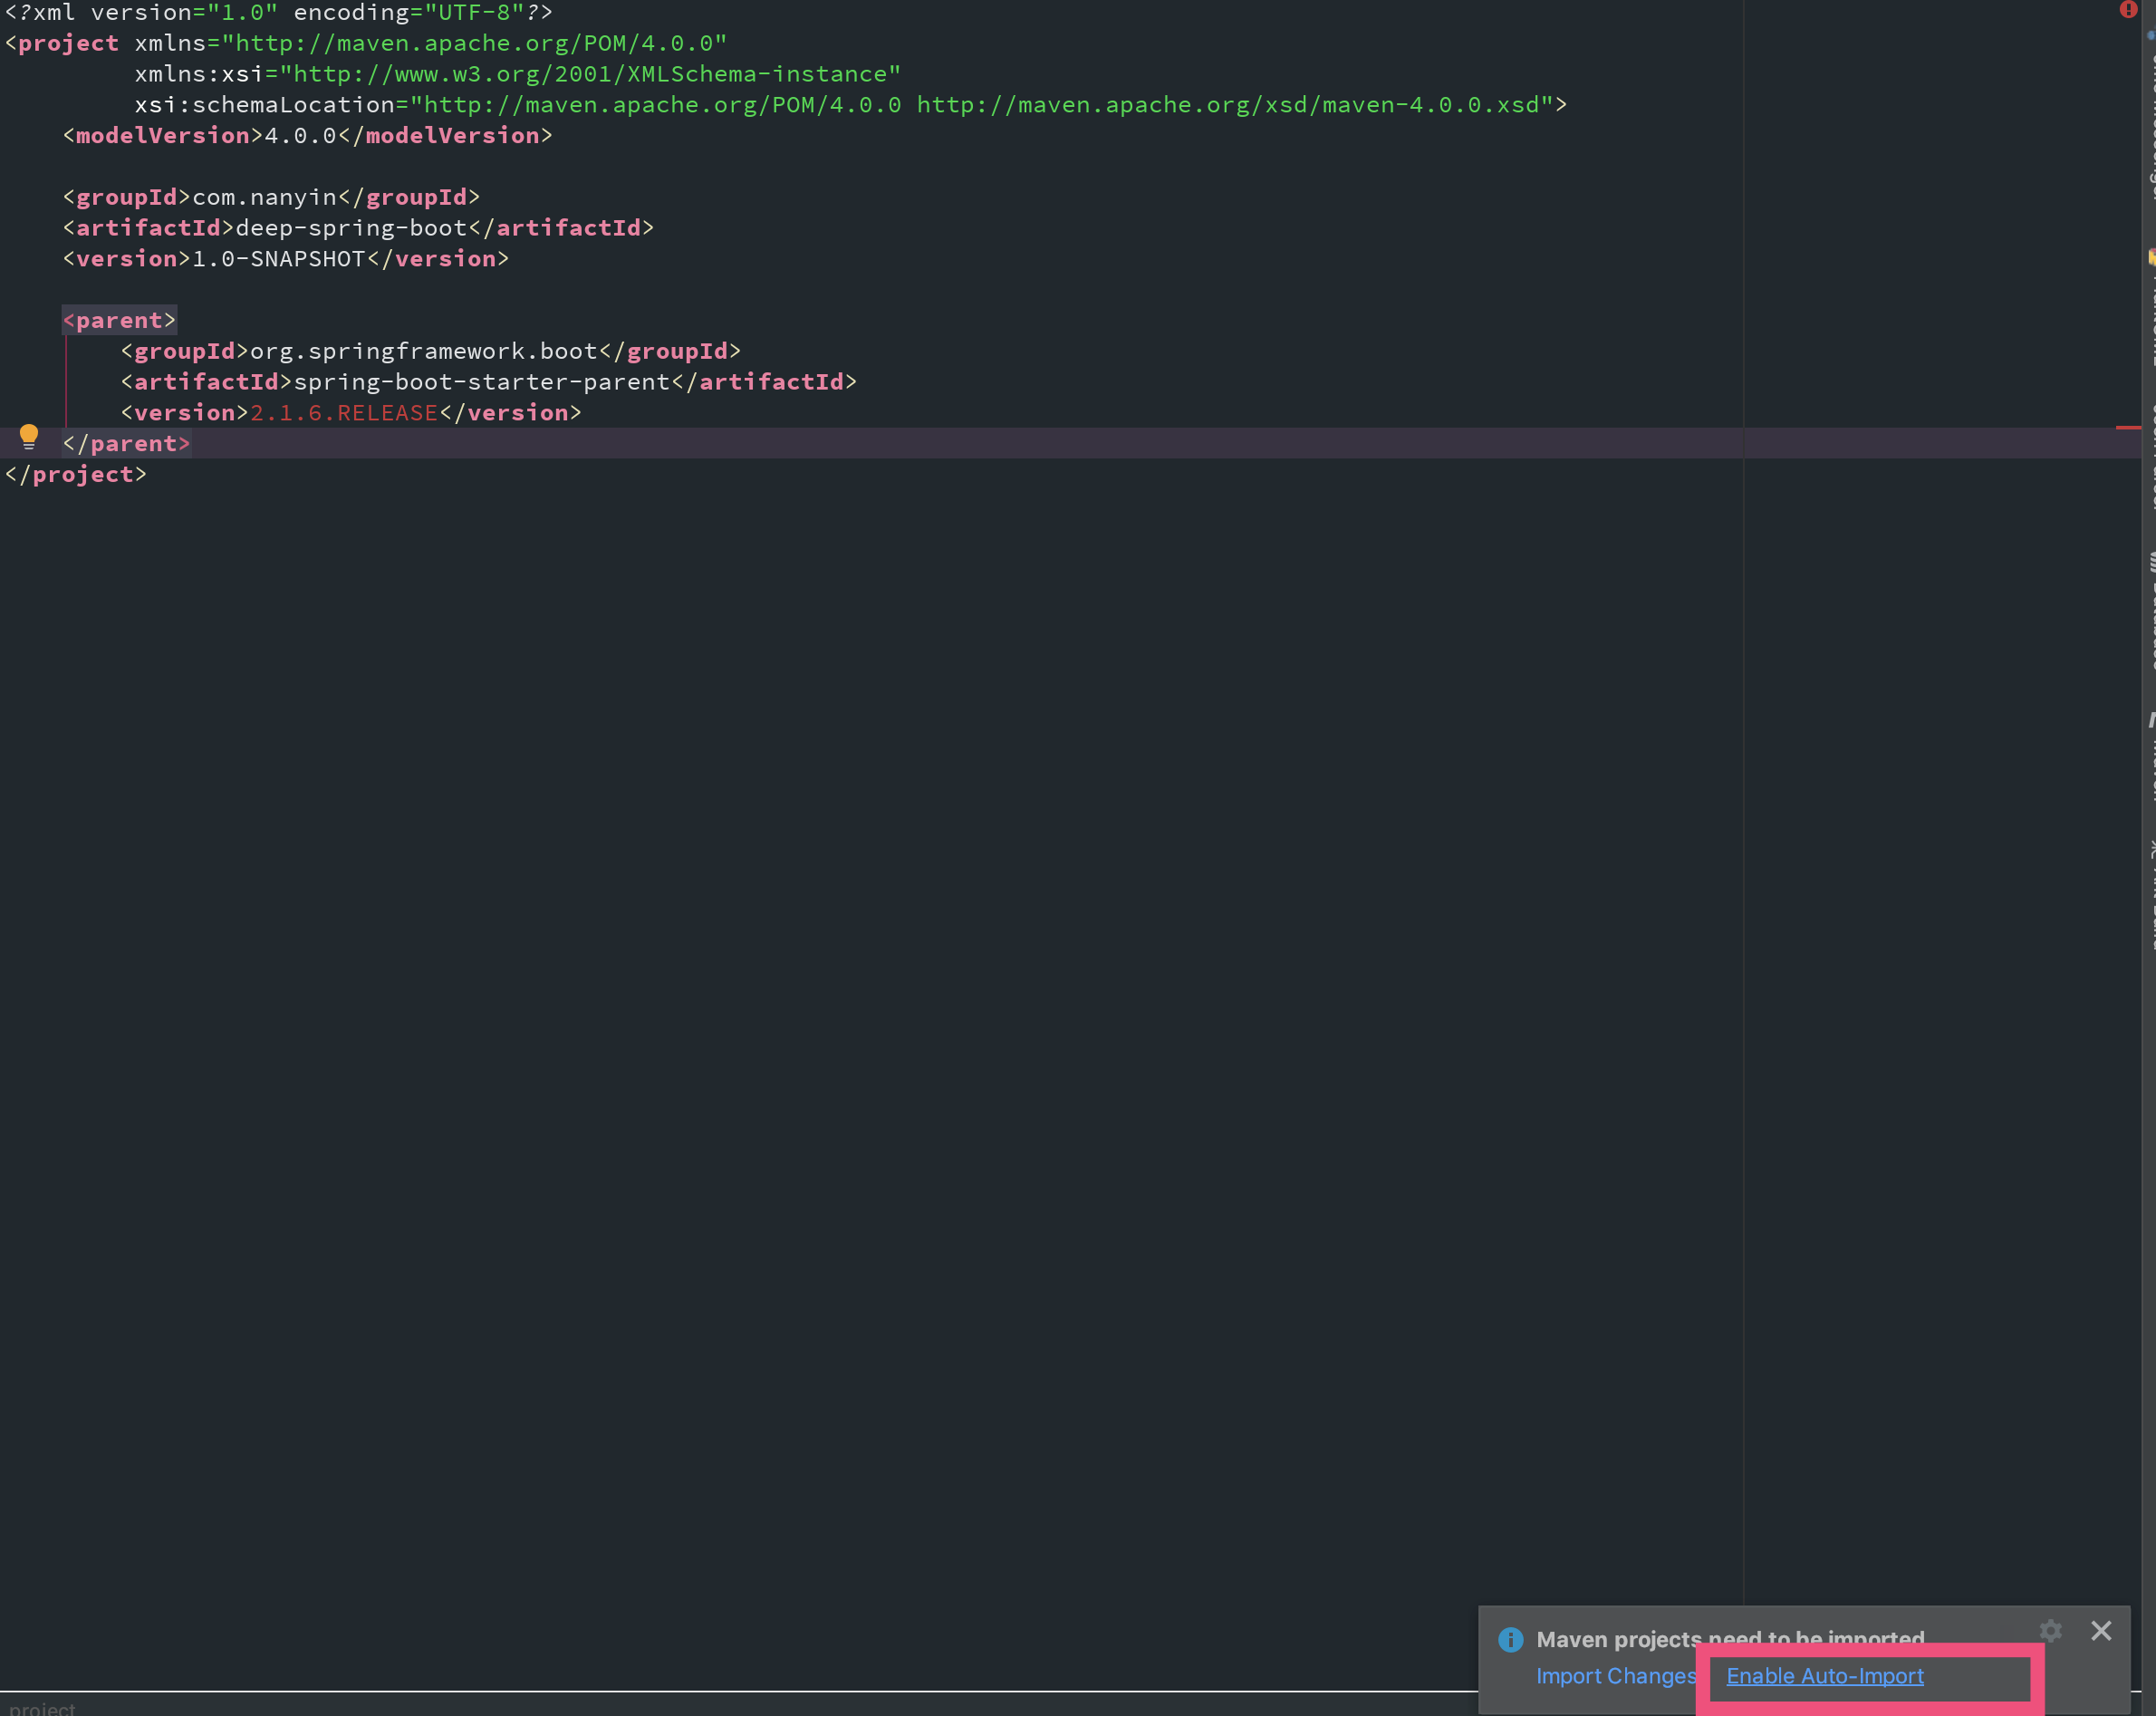 <?xml version="1.0" encoding="UTF-8"?>
<project xmlns="http://maven.apache.org/POM/4.0.0"
         xmlns:xsi="http://www.w3.org/2001/XMLSchema-instance"
         xsi:schemaLocation="http://maven.apache.org/POM/4.0.0 http://maven.apache.org/xsd/maven-4.0.0.xsd">
    <modelVersion>4.0.0</modelVersion>
    <groupId>com.nanyin</groupId>
    <artifactId>deep-spring-boot</artifactId>
    <version>1.0-SNAPSHOT</version>
    <parent>
        <groupId>org.springframework.boot</groupId>
        <artifactId>spring-boot-starter-parent</artifactId>
        <version>2.1.6.RELEASE</version>
    </parent>
</project>
Maven projects need to be imported
Import Changes Enable Auto-Import
project